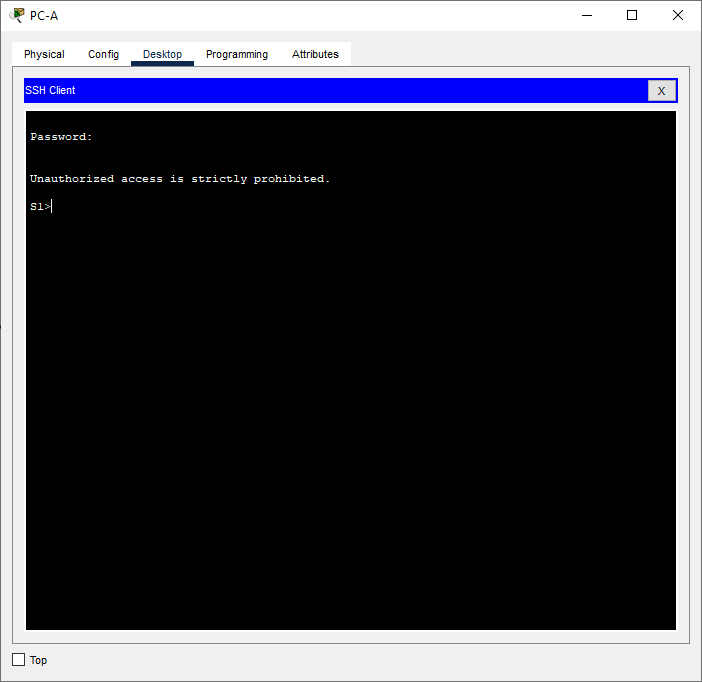 PC-A
Physical Config Desktop Programming Attributes
SSH Client X
Password:
Unauthorized access is strictly prohibited.
S1>
Top